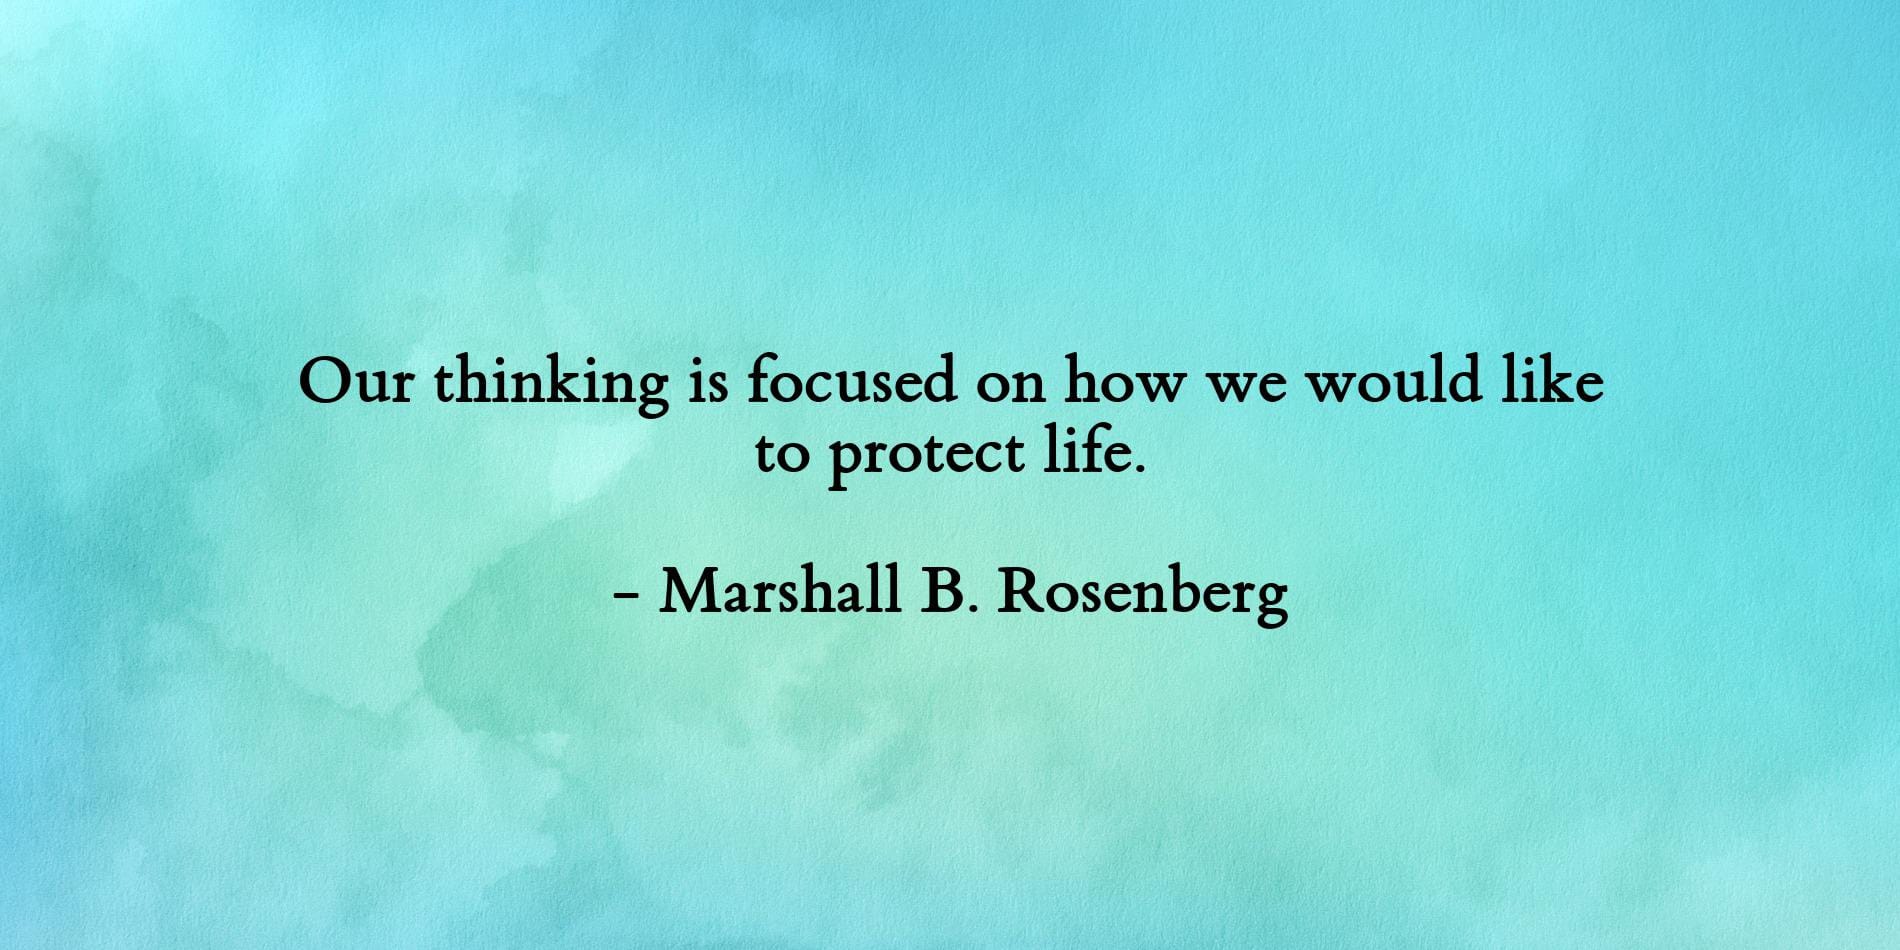 Our thinking is focused on how we would like
to protect life.
– Marshall B. Rosenberg